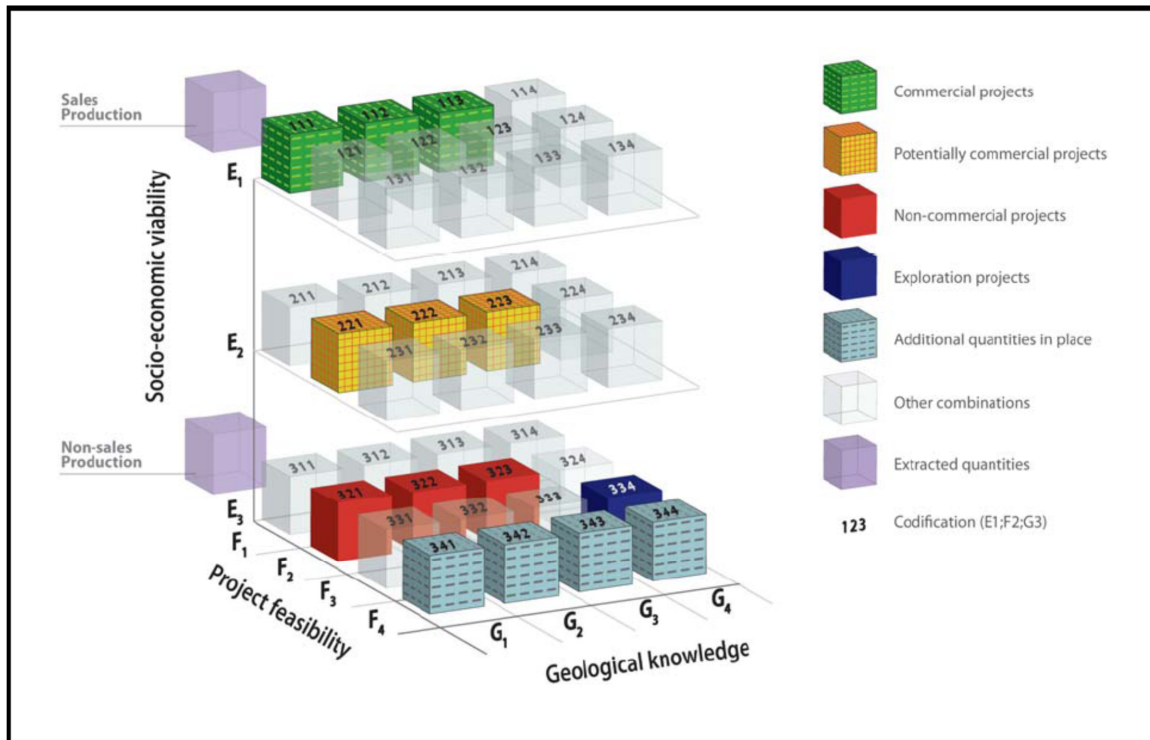 Sales
Production
Socio-economic viability
E1
111
112
113
114
121
122
123
124
131
132
133
134
E2
211
212
213
214
221
222
223
224
231
232
233
234
Non-sales
Production
E3
311
312
313
314
321
322
323
324
331
332
333
334
341
342
343
344
F1
F2
F3
F4
Project feasibility
G1
G2
G3
G4
Geological knowledge
Commercial projects
Potentially commercial projects
Non-commercial projects
Exploration projects
Additional quantities in place
Other combinations
Extracted quantities
123 Codification (E1;F2;G3)